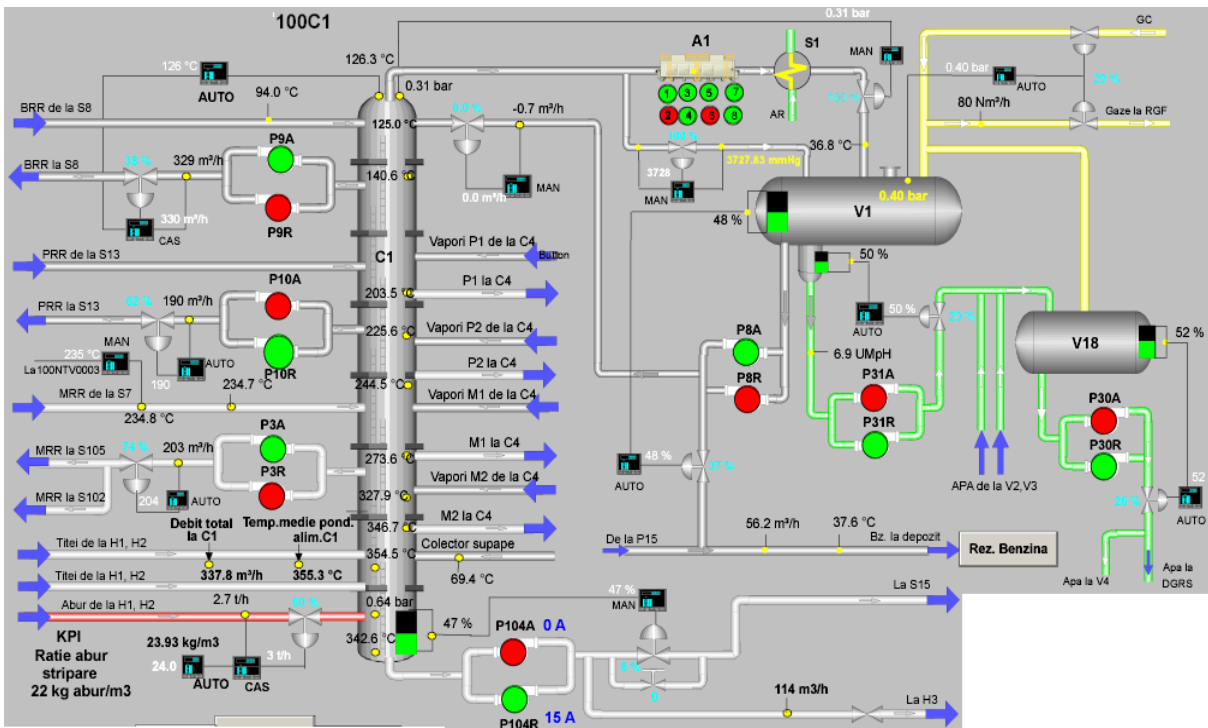 100C1
0.31 bar
GC
126 °C
126.3 °C
A1
S1
MAN
AUTO
0.31 bar
0.40 bar
AUTO
29 %
94.0 °C
100 %
BRR de la S8
125.0 °C
0.0 %
-0.7 m³/h
1
3
5
7
2
4
6
8
AR
80 Nm³/h
Gaze la RGF
P9A
100 %
36.8 °C
BRR la S8
38 %
329 m³/h
140.6 °C
3728
3727.83 mmHg
MAN
0.0 m³/h
MAN
0.40 bar
330 m³/h
CAS
P9R
48 %
V1
PRR de la S13
C1
Vapori P1 de la C4
Button
50 %
P10A
203.5 °C
P1 la C4
PRR la S13
62 %
190 m³/h
50 %
AUTO
20 %
225.6 °C
Vapori P2 de la C4
P8A
52 %
V18
MAN
235 °C
La100NTV0003
190
AUTO
P10R
P2 la C4
6.9 UMpH
234.7 °C
244.5 °C
P8R
P31A
MRR de la S7
Vapori M1 de la C4
234.8 °C
P3A
P31R
P30A
MRR la S105
74 %
203 m³/h
273.6 °C
M1 la C4
48 %
P30R
P3R
AUTO
37 %
APA de la V2,V3
MRR la S102
204
AUTO
327.9 °C
Vapori M2 de la C4
52
26 %
AUTO
Debit total
la C1
Temp.medie pond.
alim.C1
346.7 °C
M2 la C4
56.2 m³/h
37.6 °C
De la P15
Bz. la depozit
Rez. Benzina
Titei de la H1, H2
354.5 °C
Colector supape
337.8 m³/h
355.3 °C
69.4 °C
Apa la V4
Apa la
DGRS
Titei de la H1, H2
2.7 t/h
La S15
Abur de la H1, H2
60 %
0.64 bar
47 %
MAN
KPI
Ratie abur
stripare
22 kg abur/m3
23.93 kg/m3
24.0
AUTO
CAS
3 t/h
342.6 °C
47 %
P104A
0 A
6 %
0
114 m3/h
La H3
P104R
15 A